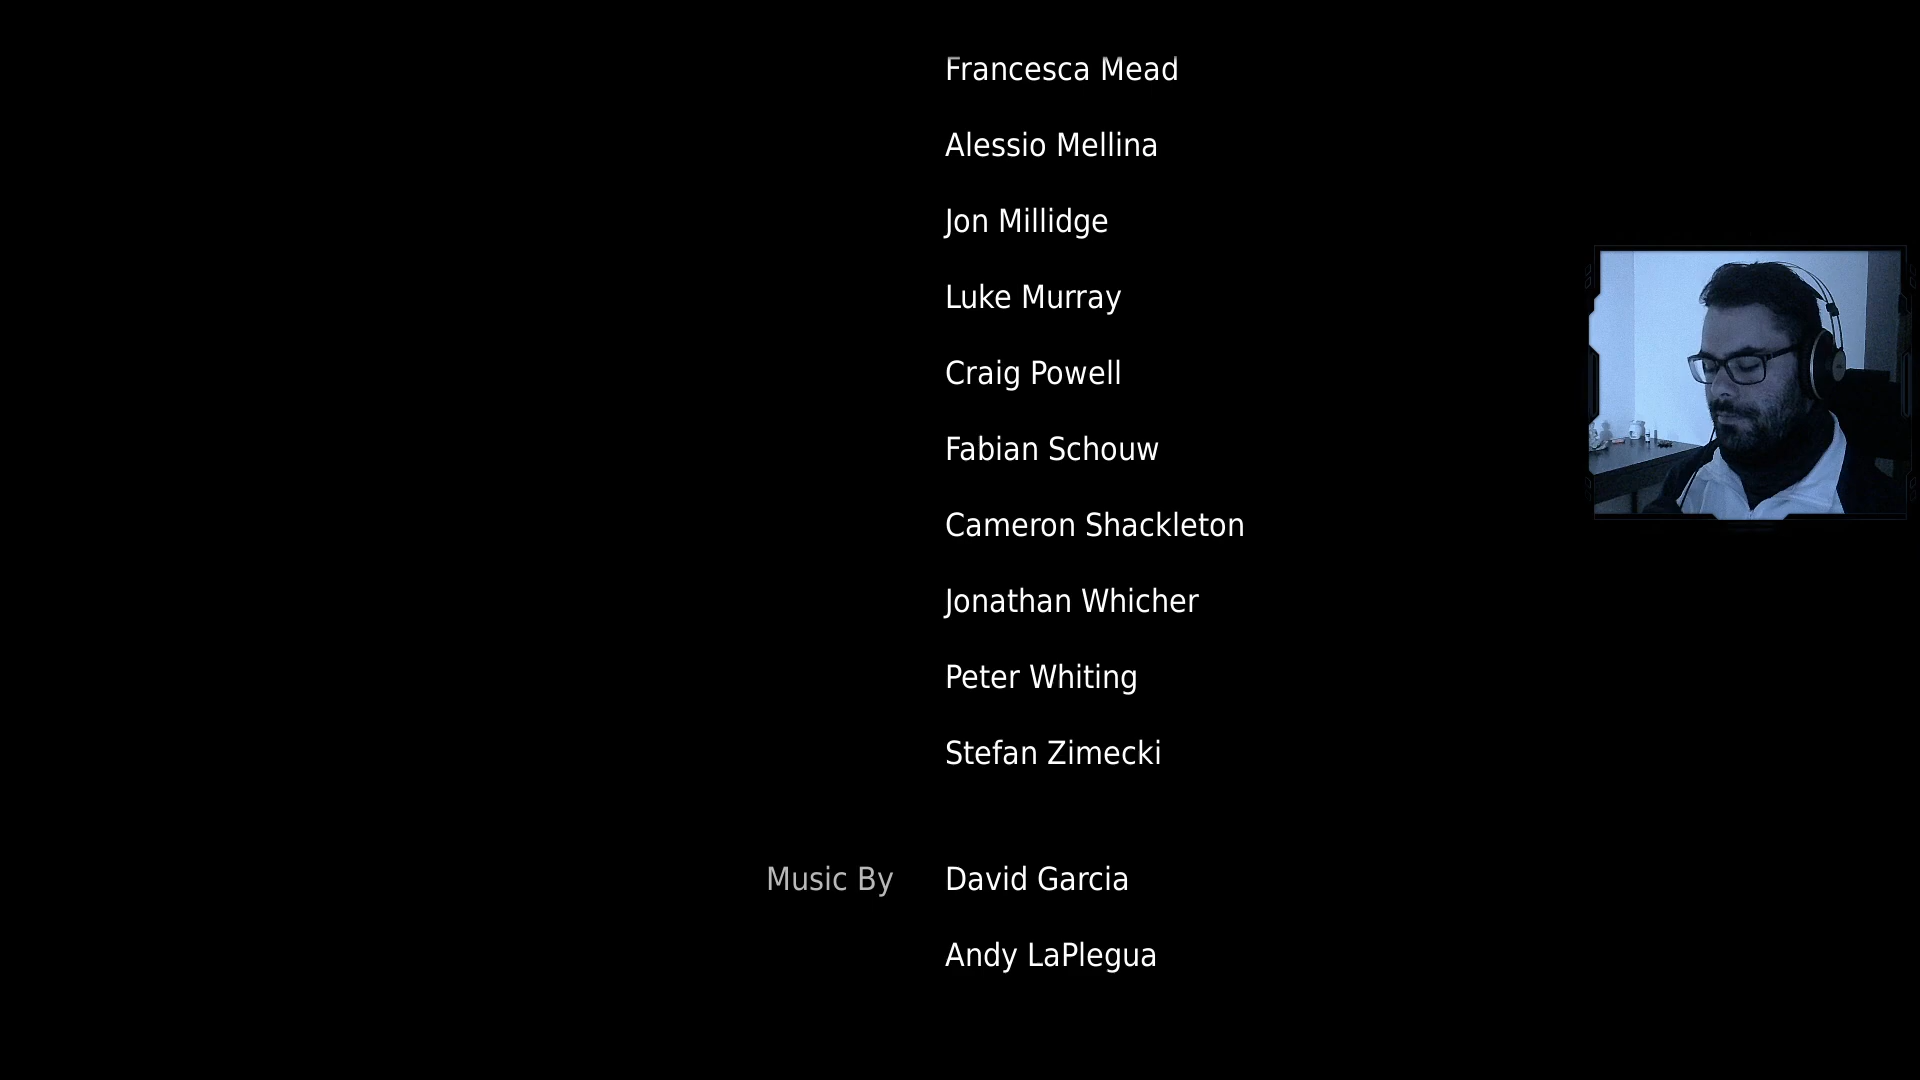 Francesca Mead
Alessio Mellina
Jon Millidge
Luke Murray
Craig Powell
Fabian Schouw
Cameron Shackleton
Jonathan Whicher
Peter Whiting
Stefan Zimecki
Music By David Garcia
Andy LaPlegua